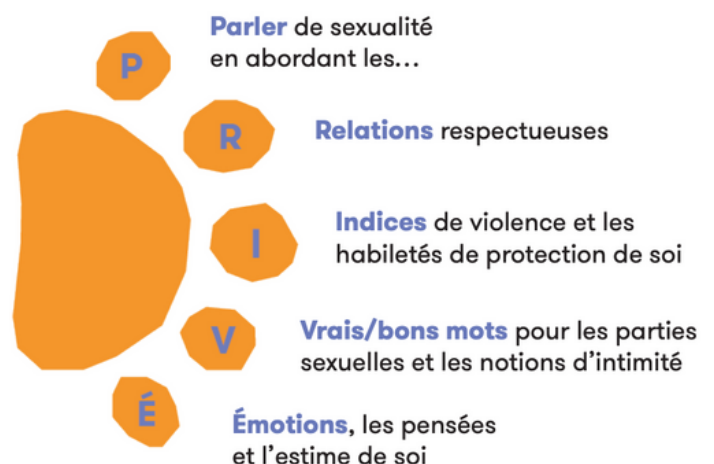 P
Parler de sexualité
en abordant les...
R
Relations respectueuses
I
Indices de violence et les
habiletés de protection de soi
V
Vrais/bons mots pour les parties
sexuelles et les notions d'intimité
É
Émotions, les pensées
et l'estime de soi